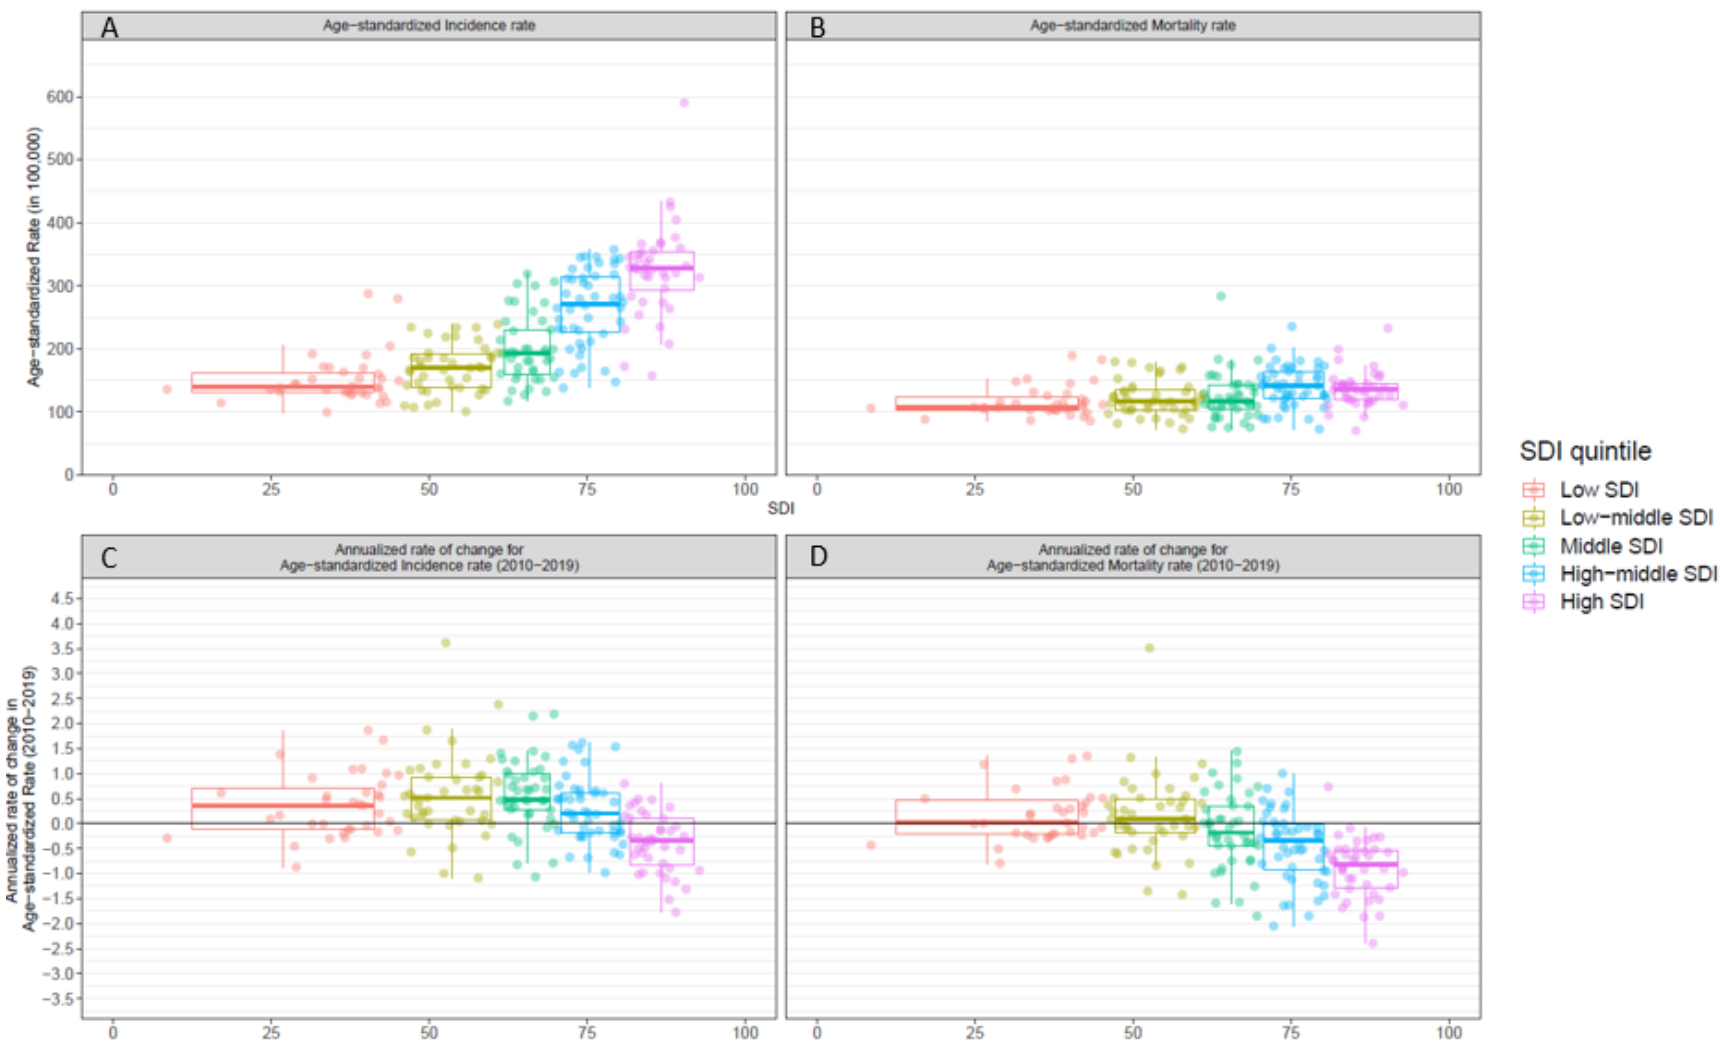 A
Age-standardized Incidence rate
B
Age-standardized Mortality rate
Age-standardized Rate (in 100,000)
600
500
400
300
200
100
0
0 25 50 75 100
0 25 50 75 100
SDI
C
Annualized rate of change for
Age-standardized Incidence rate (2010-2019)
D
Annualized rate of change for
Age-standardized Mortality rate (2010-2019)
Annualized rate of change in
Age-standardized Rate (2010-2019)
4.5
4.0
3.5
3.0
2.5
2.0
1.5
1.0
0.5
0.0
-0.5
-1.0
-1.5
-2.0
-2.5
-3.0
-3.5
0 25 50 75 100
0 25 50 75 100
SDI quintile
Low SDI
Low-middle SDI
Middle SDI
High-middle SDI
High SDI